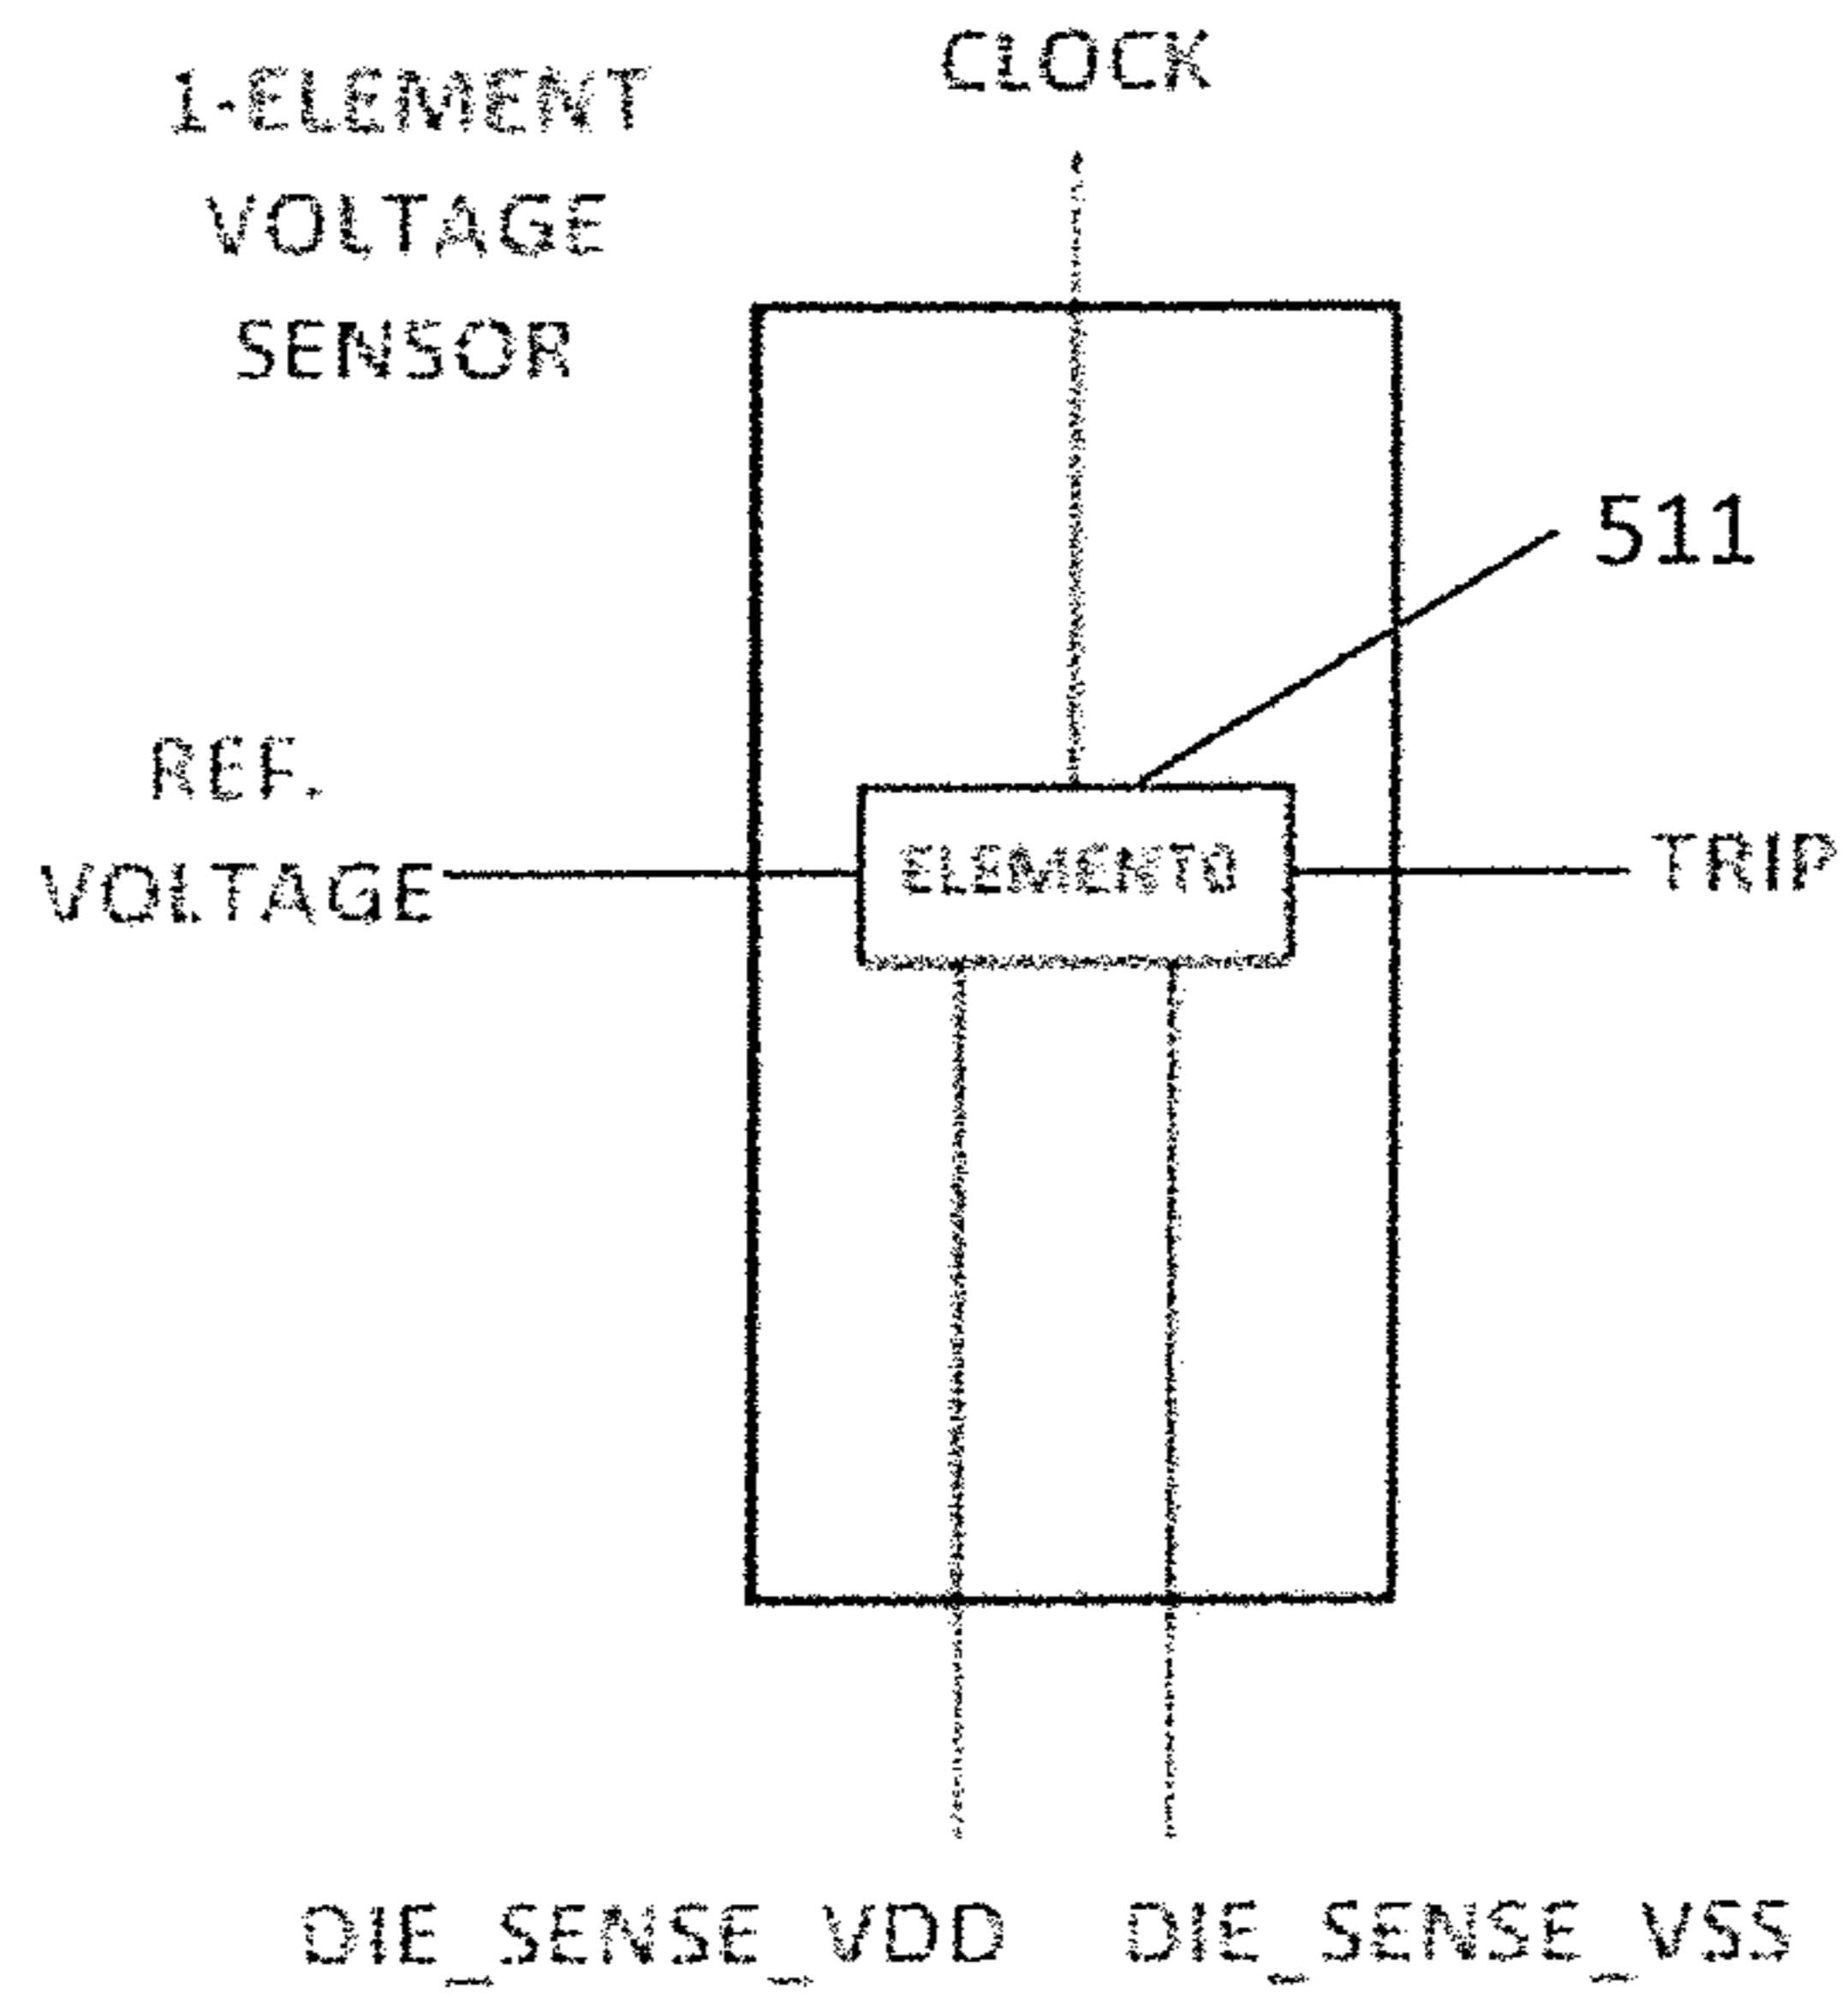 1-ELEMENT
VOLTAGE
SENSOR
CLOCK
511
REF.
VOLTAGE
ELEMENT0
TRIP
DIE_SENSE_VDD
DIE_SENSE_VSS